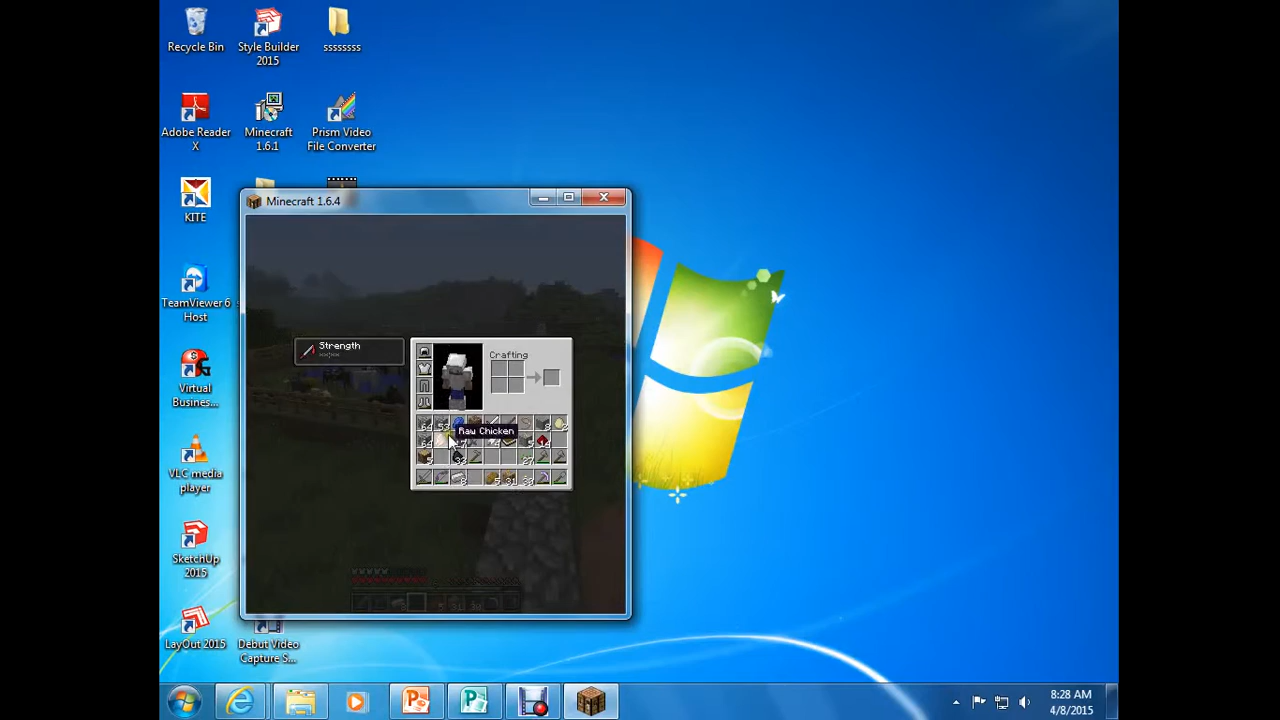 Recycle Bin
Style Builder
2015
ssssssss
Adobe Reader
X
Minecraft
1.6.1
Prism Video
File Converter
KITE
TeamViewer 6
Host
Virtual
Busines...
VLC media
player
SketchUp
2015
LayOut 2015
Debut Video
Capture S...
Minecraft 1.6.4
Strength
Crafting
Raw Chicken
8:28 AM
4/8/2015